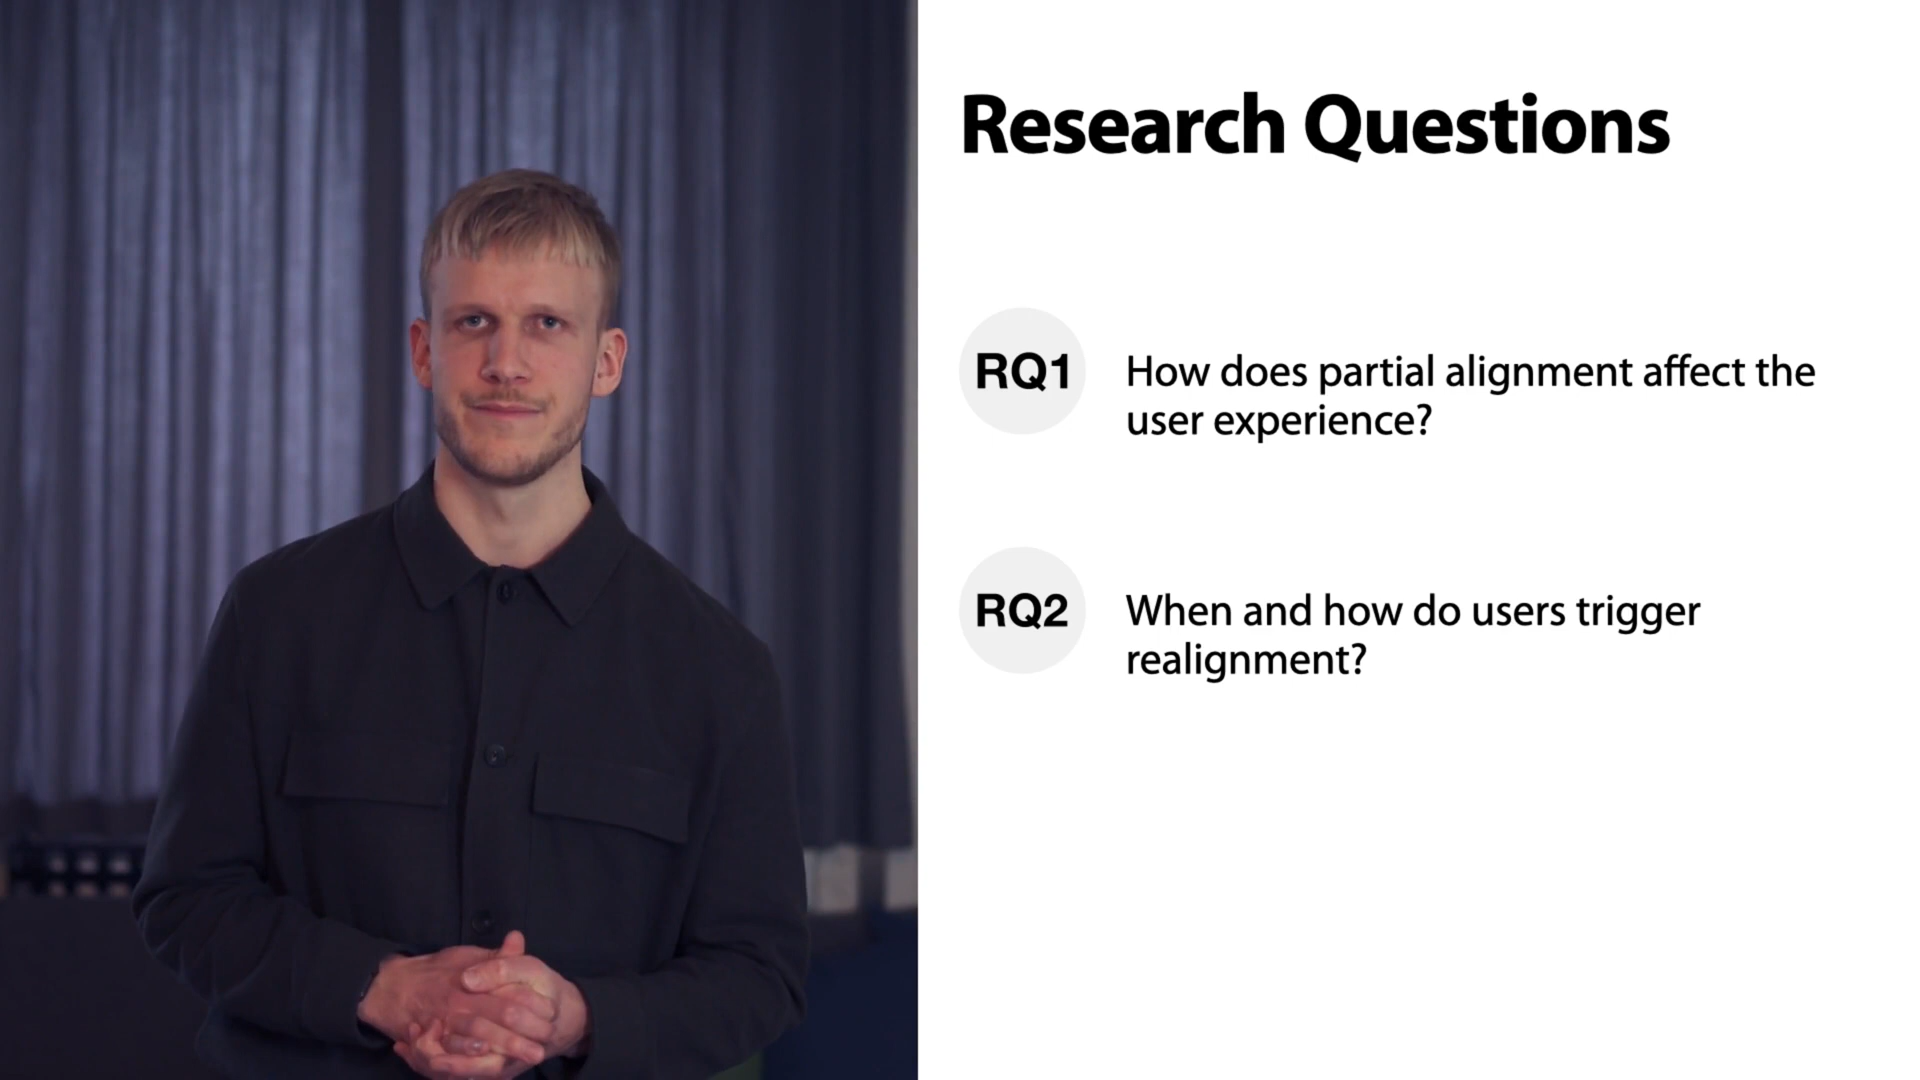 Research Questions
RQ1
How does partial alignment affect the
user experience?
RQ2
When and how do users trigger
realignment?